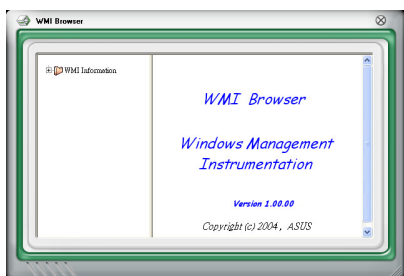 WMI Browser
WMI Information
WMI Browser
Windows Management
Instrumentation
Version 1.00.00
Copyright (c) 2004, ASUS